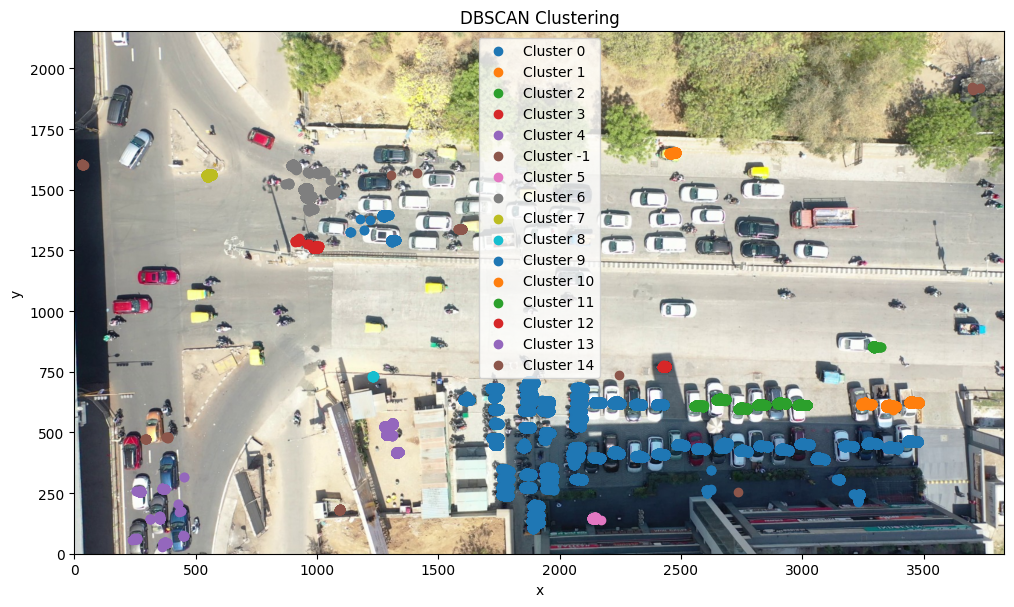 DBSCAN Clustering
Cluster 0
Cluster 1
Cluster 2
Cluster 3
Cluster 4
Cluster -1
Cluster 5
Cluster 6
Cluster 7
Cluster 8
Cluster 9
Cluster 10
Cluster 11
Cluster 12
Cluster 13
Cluster 14
y
2000
1750
1500
1250
1000
750
500
250
0
0
500
1000
1500
2000
2500
3000
3500
x